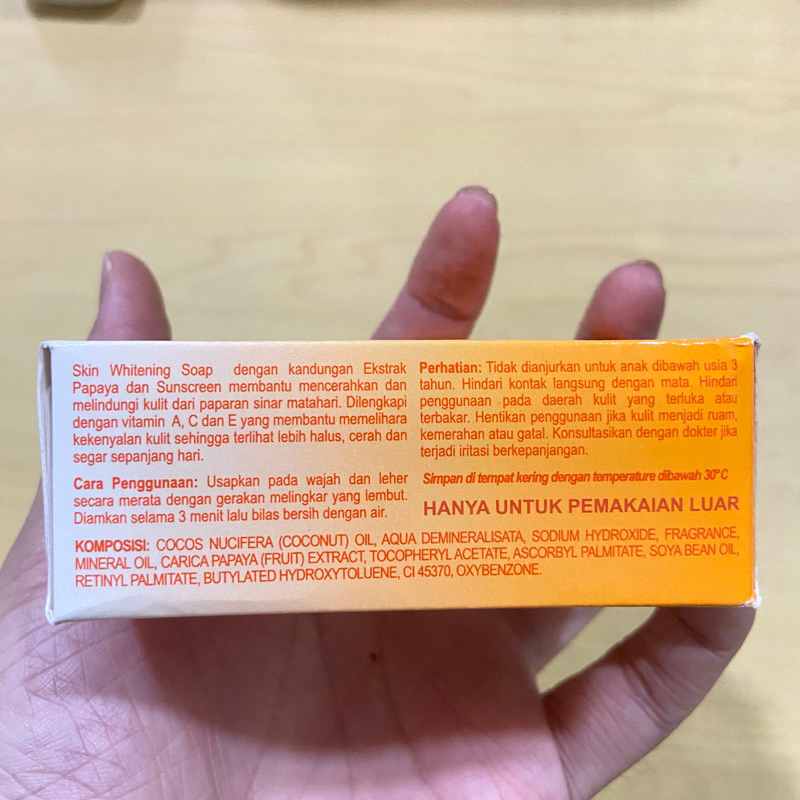 Skin Whitening Soap dengan kandungan Ekstrak
Papaya dan Sunscreen membantu mencerahkan dan
melindungi kulit dari paparan sinar matahari. Dilengkapi
dengan vitamin A, C dan E yang membantu memelihara
kekenyalan kulit sehingga terlihat lebih halus, cerah dan
segar sepanjang hari.
Cara Penggunaan: Usapkan pada wajah dan leher
secara merata dengan gerakan melingkar yang lembut.
Diamkan selama 3 menit lalu bilas bersih dengan air.
Perhatian: Tidak dianjurkan untuk anak dibawah usia 3
tahun. Hindari kontak langsung dengan mata. Hindari
penggunaan pada daerah kulit yang terluka atau
terbakar. Hentikan penggunaan jika kulit menjadi ruam,
kemerahan atau gatal. Konsultasikan dengan dokter jika
terjadi iritasi berkepanjangan.
Simpan di tempat kering dengan temperature dibawah 30°C
HANYA UNTUK PEMAKAIAN LUAR
KOMPOSISI: COCOS NUCIFERA (COCONUT) OIL, AQUA DEMINERALISATA, SODIUM HYDROXIDE, FRAGRANCE,
MINERAL OIL, CARICA PAPAYA (FRUIT) EXTRACT, TOCOPHERYL ACETATE, ASCORBYL PALMITATE, SOYA BEAN OIL,
RETINYL PALMITATE, BUTYLATED HYDROXYTOLUENE, CI 45370, OXYBENZONE.